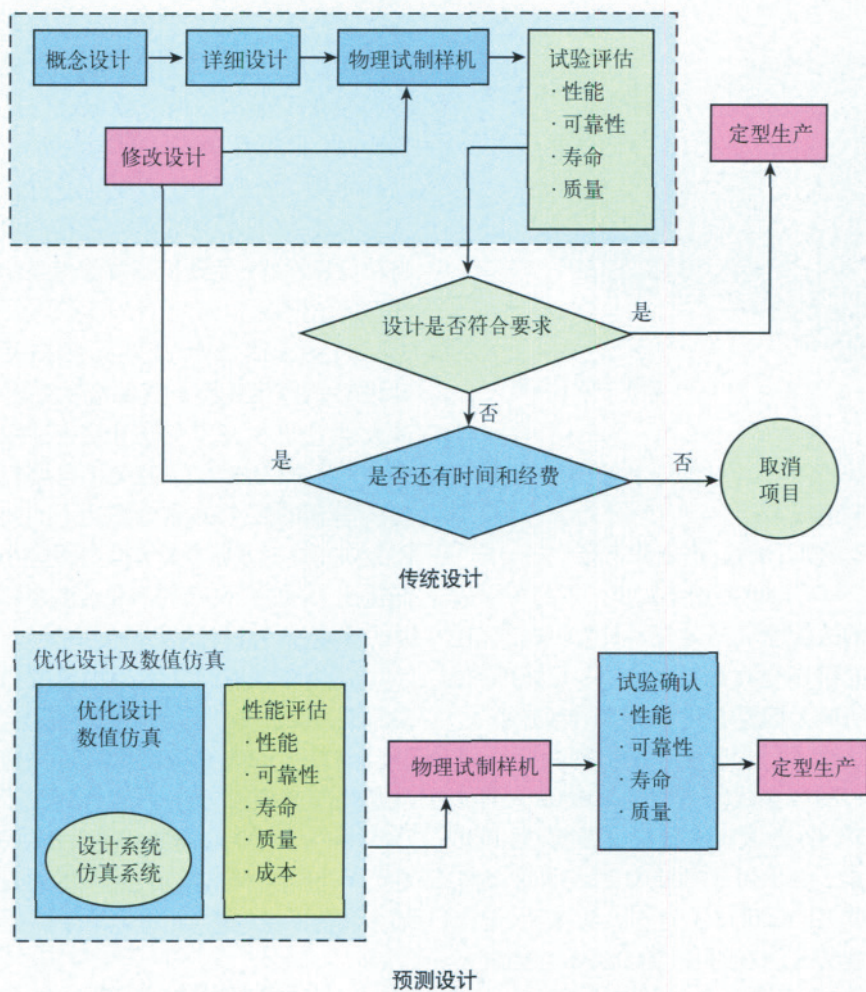 概念设计
详细设计
物理试制样机
试验评估
·性能
·可靠性
·寿命
·质量
修改设计
定型生产
设计是否符合要求
是
否
是
是否还有时间和经费
否
取消
项目
传统设计
优化设计及数值仿真
优化设计
数值仿真
设计系统
仿真系统
性能评估
·性能
·可靠性
·寿命
·质量
·成本
物理试制样机
试验确认
·性能
·可靠性
·寿命
·质量
定型生产
预测设计